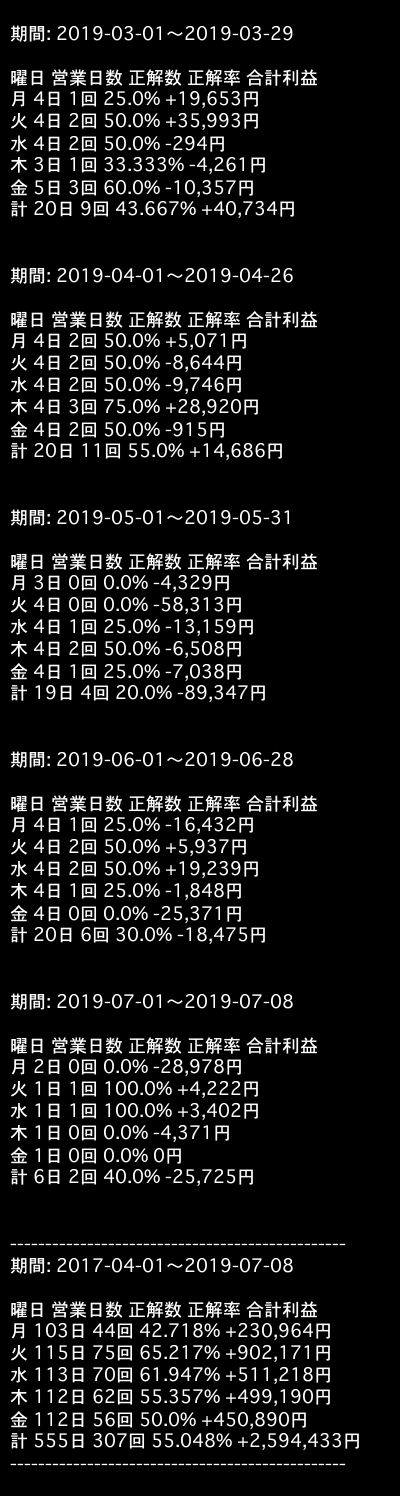 期間: 2019-03-01〜2019-03-29
曜日 営業日数 正解数 正解率 合計利益
月 4日 1回 25.0% +19,653円
火 4日 2回 50.0% +35,993円
水 4日 2回 50.0% -294円
木 3日 1回 33.333% -4,261円
金 5日 3回 60.0% -10,357円
計 20日 9回 43.667% +40,734円
期間: 2019-04-01〜2019-04-26
曜日 営業日数 正解数 正解率 合計利益
月 4日 2回 50.0% +5,071円
火 4日 2回 50.0% -8,644円
水 4日 2回 50.0% -9,746円
木 4日 3回 75.0% +28,920円
金 4日 2回 50.0% -915円
計 20日 11回 55.0% +14,686円
期間: 2019-05-01〜2019-05-31
曜日 営業日数 正解数 正解率 合計利益
月 3日 0回 0.0% -4,329円
火 4日 0回 0.0% -58,313円
水 4日 1回 25.0% -13,159円
木 4日 2回 50.0% -6,508円
金 4日 1回 25.0% -7,038円
計 19日 4回 20.0% -89,347円
期間: 2019-06-01〜2019-06-28
曜日 営業日数 正解数 正解率 合計利益
月 4日 1回 25.0% -16,432円
火 4日 2回 50.0% +5,937円
水 4日 2回 50.0% +19,239円
木 4日 1回 25.0% -1,848円
金 4日 0回 0.0% -25,371円
計 20日 6回 30.0% -18,475円
期間: 2019-07-01〜2019-07-08
曜日 営業日数 正解数 正解率 合計利益
月 2日 0回 0.0% -28,978円
火 1日 1回 100.0% +4,222円
水 1日 1回 100.0% +3,402円
木 1日 0回 0.0% -4,371円
金 1日 0回 0.0% 0円
計 6日 2回 40.0% -25,725円
------------------------------------------------
期間: 2017-04-01〜2019-07-08
曜日 営業日数 正解数 正解率 合計利益
月 103日 44回 42.718% +230,964円
火 115日 75回 65.217% +902,171円
水 113日 70回 61.947% +511,218円
木 112日 62回 55.357% +499,190円
金 112日 56回 50.0% +450,890円
計 555日 307回 55.048% +2,594,433円
------------------------------------------------